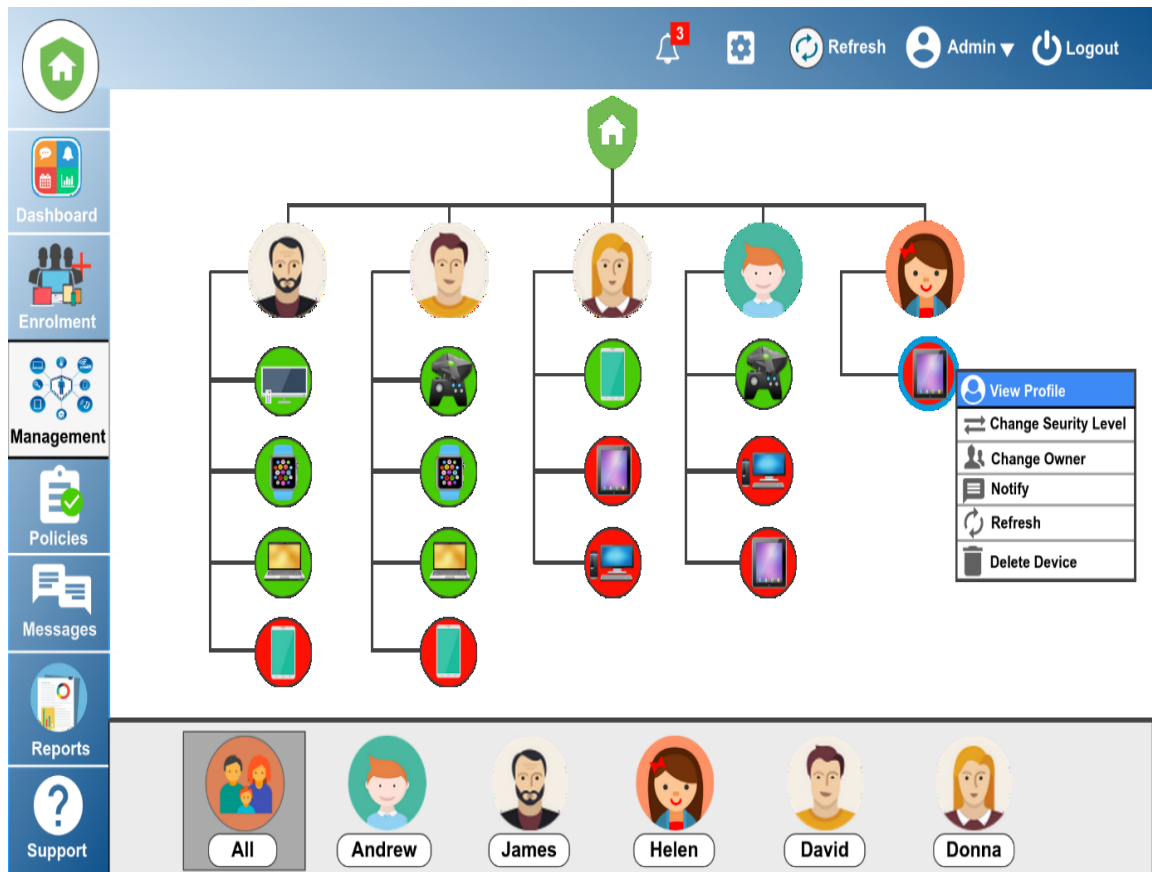 3
Refresh
Admin
Logout
Dashboard
Enrolment
Management
Policies
Messages
Reports
Support
View Profile
Change Seurity Level
Change Owner
Notify
Refresh
Delete Device
All
Andrew
James
Helen
David
Donna